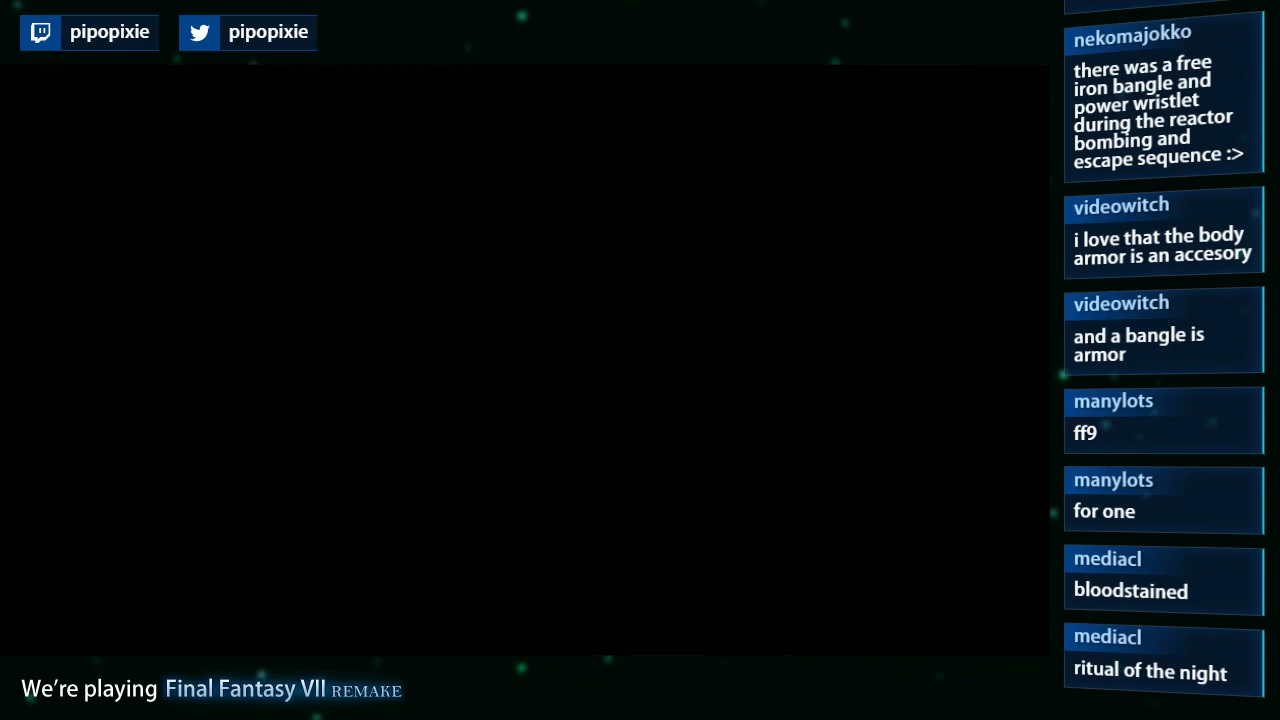 pipopixie
pipopixie
nekomajokko
there was a free
iron bangle and
power wristlet
during the reactor
bombing and
escape sequence :>
videowitch
i love that the body
armor is an accesory
videowitch
and a bangle is
armor
manylots
ff9
manylots
for one
mediacl
bloodstained
mediacl
ritual of the night
We're playing Final Fantasy VII REMAKE